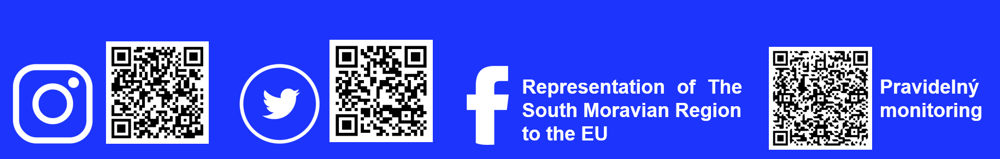 Representation of The
South Moravian Region
to the EU
Pravidelný
monitoring